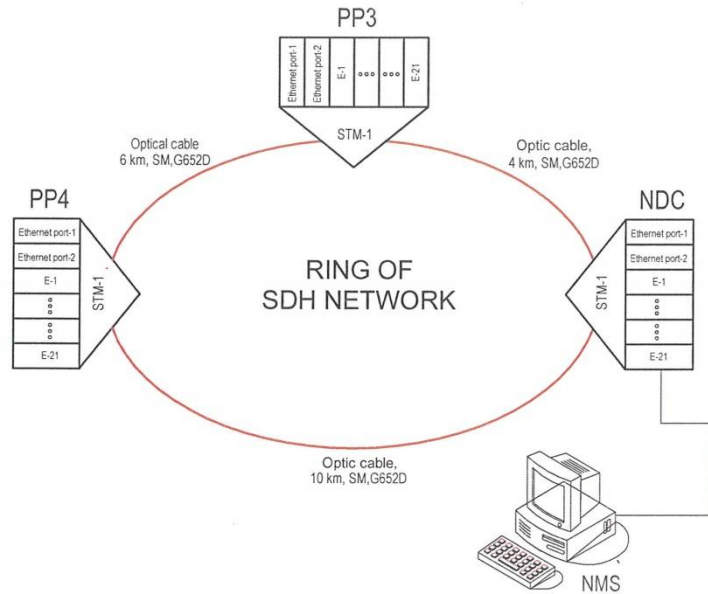 PP3
Ethernet port-1
Ethernet port-2
E-1
E-21
STM-1
Optical cable
6 km, SM,G652D
Optic cable,
4 km, SM,G652D
PP4
Ethernet port-1
Ethernet port-2
E-1
E-21
STM-1
RING OF
SDH NETWORK
NDC
STM-1
Ethernet port-1
Ethernet port-2
E-1
E-21
Optic cable,
10 km, SM,G652D
NMS